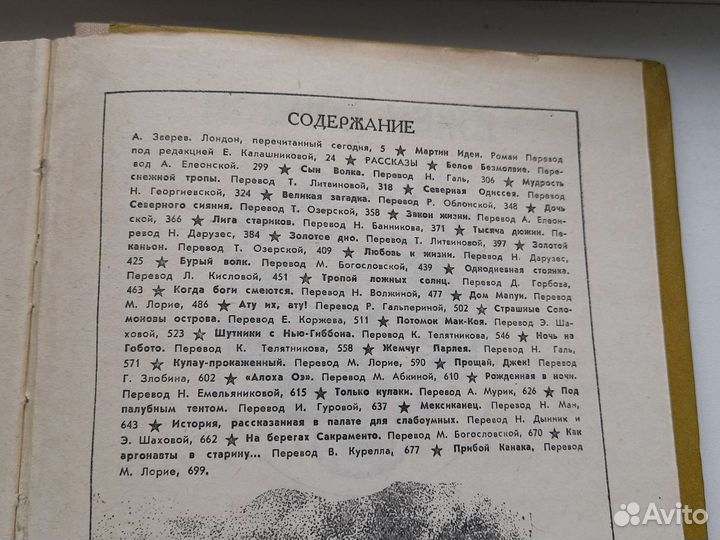 СОДЕРЖАНИЕ
А. Зверев. Лондон, перечитанный сегодня, 5 ★ Мартин Иден. Роман Перевод
под редакцией Е. Калашниковой, 24 ★ РАССКАЗЫ ★ Белое Безмолвие. Пере-
вод А. Елеонской. 299 ★ Сын Волка. Перевод Н. Галь, 306 ★ Мудрость
снежной тропы. Перевод Т. Литвиновой, 318 ★ Северная Одиссея. Перевод
Н. Георгиевской, 324 ★ Великая загадка. Перевод Р. Облонской, 348 ★ Дочь
Северного сияния. Перевод Т. Озерской, 358 ★ Закон жизни. Перевод А. Елеон-
ской, 366 ★ Лига стариков. Перевод Н. Банникова, 371 ★ Тысяча дюжин. Пе-
ревод Н. Дарузес, 384 ★ Золотое дно. Перевод Т. Литвиновой, 397 ★ Золотой
каньон. Перевод Т. Озерской, 409 ★ Любовь к жизни. Перевод Н. Дарузес,
425 ★ Бурый волк. Перевод М. Богословской, 439 ★ Однодневная стоянка.
Перевод Л. Кисловой, 451 ★ Тропой ложных солнц. Перевод Д. Горбова,
463 ★ Когда боги смеются. Перевод Н. Волжиной, 477 ★ Дом Мапуи. Перевод
М. Лорие, 486 ★ Ату их, ату! Перевод Р. Гальпериной, 502 ★ Страшные Соло-
моновы острова. Перевод Е. Коржева, 511 ★ Потомок Мак-Коя. Перевод Э. Ша-
ховой, 523 ★ Шутники с Нью-Гиббона. Перевод К. Телятникова, 546 ★ Ночь на
Гобото. Перевод К. Телятникова, 558 ★ Жемчуг Парлея. Перевод Н. Галь,
571 ★ Кулау-прокаженный. Перевод М. Лорие, 590 ★ Прощай, Джек! Перевод
Г. Злобина, 602 ★ «Алоха Оэ». Перевод М. Абкиной, 610 ★ Рожденная в ночи.
Перевод Н. Емельяниковой, 615 ★ Только кулаки. Перевод А. Мурик, 626 ★ Под
палубным тентом. Перевод И. Гуровой, 637 ★ Мексиканец. Перевод Н. Ман,
643 ★ История, рассказанная в палате для слабоумных. Перевод Н. Дынник и
Э. Шаховой, 662 ★ На берегах Сакраменто. Перевод М. Богословской, 670 ★ Как
аргонавты в старину... Перевод В. Курелла, 677 ★ Прибой Канака, Перевод
М. Лорие, 699.
Avito